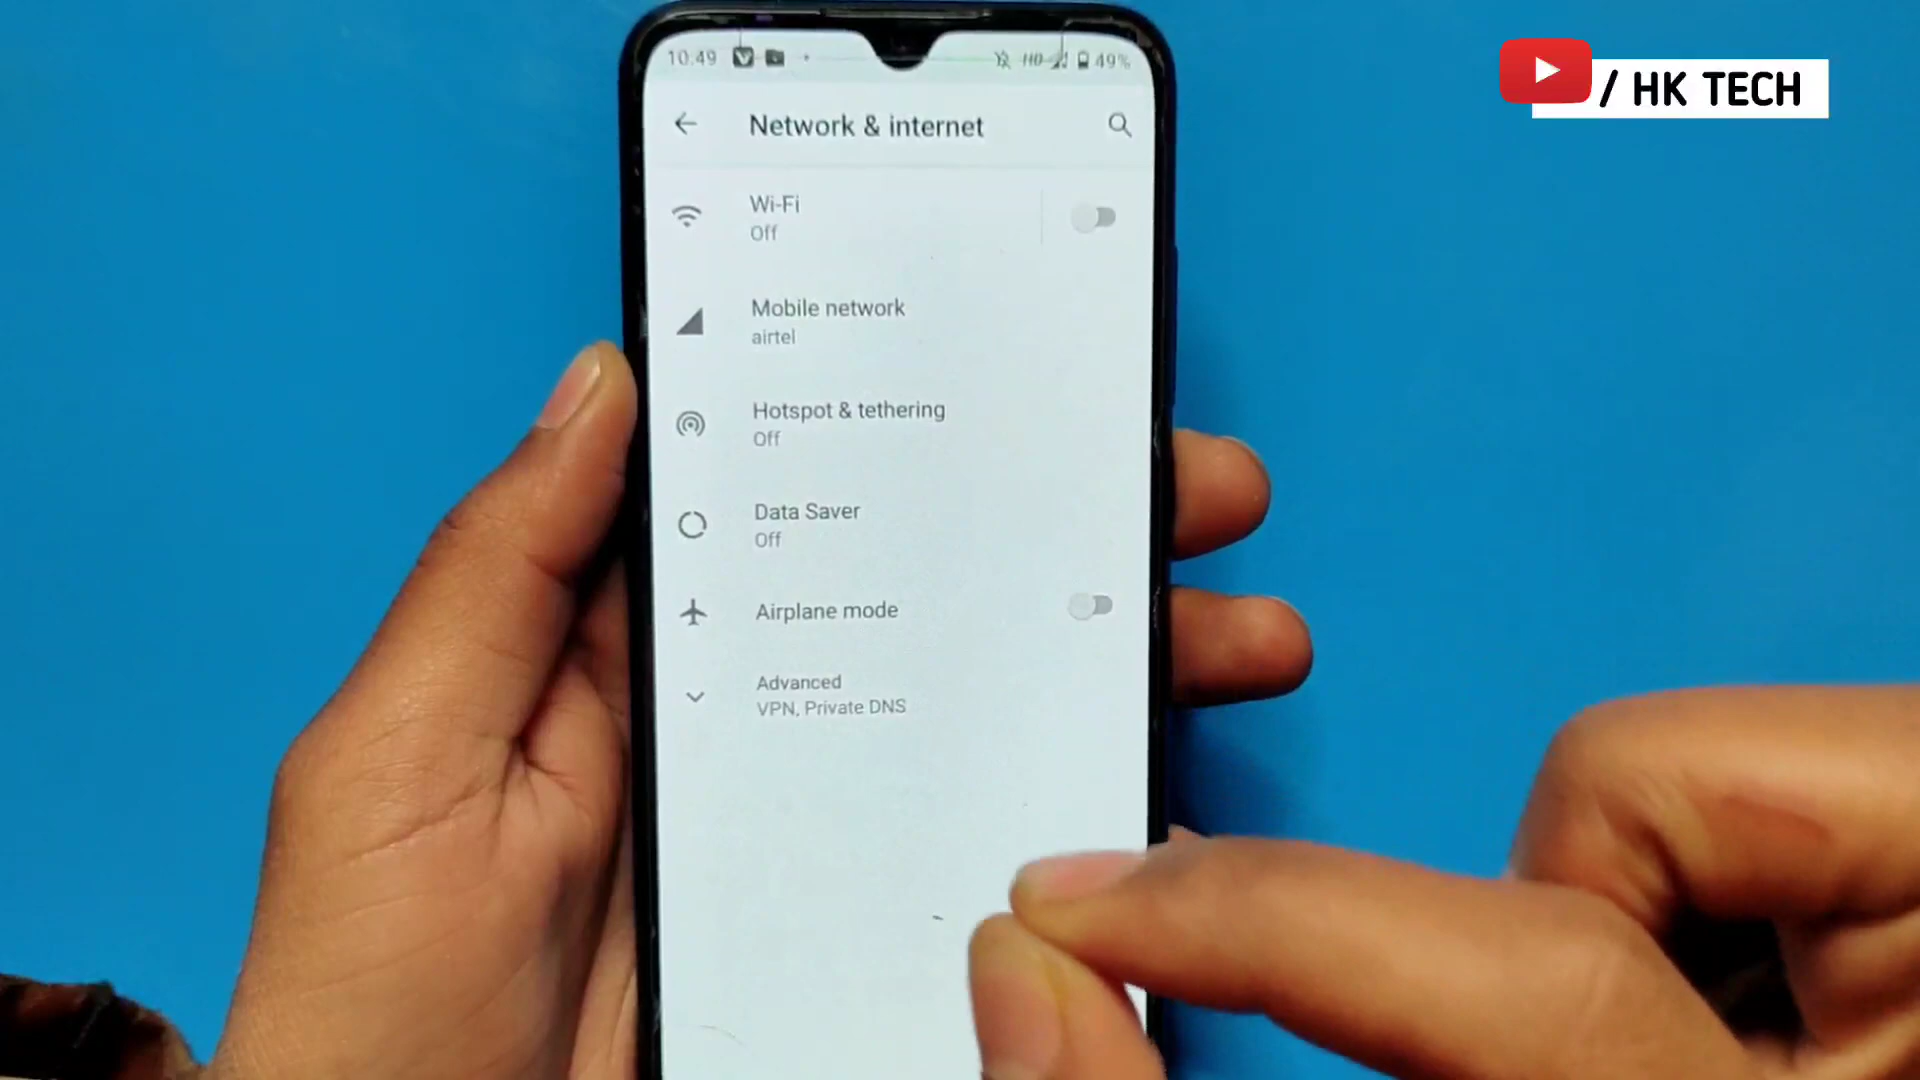 / HK TECH
10:49 HD 49%
Network & internet
Wi-Fi
Off
Mobile network
airtel
Hotspot & tethering
Off
Data Saver
Off
Airplane mode
Advanced
VPN, Private DNS